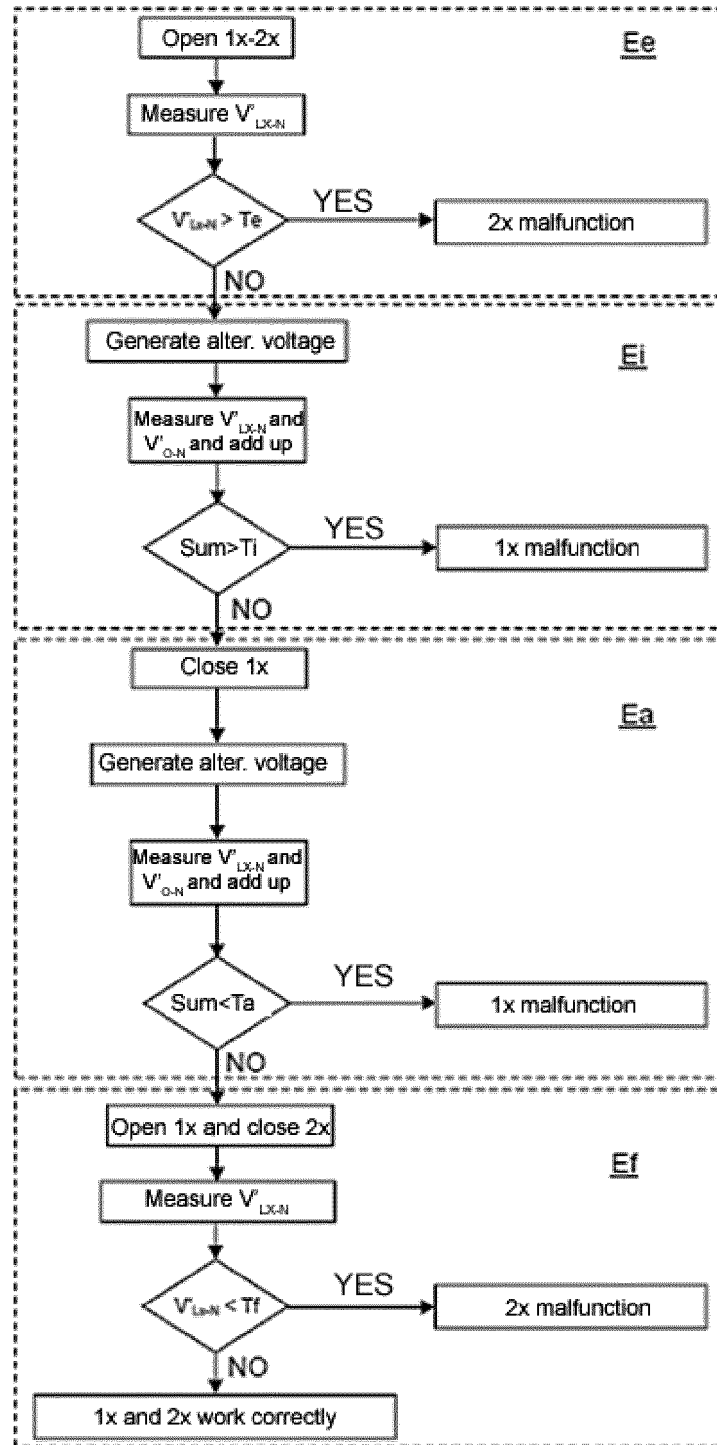 Open 1x-2x
Ee
Measure V'LX-N
V'Lx-N > Te
YES
2x malfunction
NO
Generate alter. voltage
Ei
Measure V'LX-N and
V'O-N and add up
Sum>Ti
YES
1x malfunction
NO
Close 1x
Ea
Generate alter. voltage
Measure V'LX-N and
V'O-N and add up
Sum<Ta
YES
1x malfunction
NO
Open 1x and close 2x
Ef
Measure V'LX-N
V'Lx-N < Tf
YES
2x malfunction
NO
1x and 2x work correctly